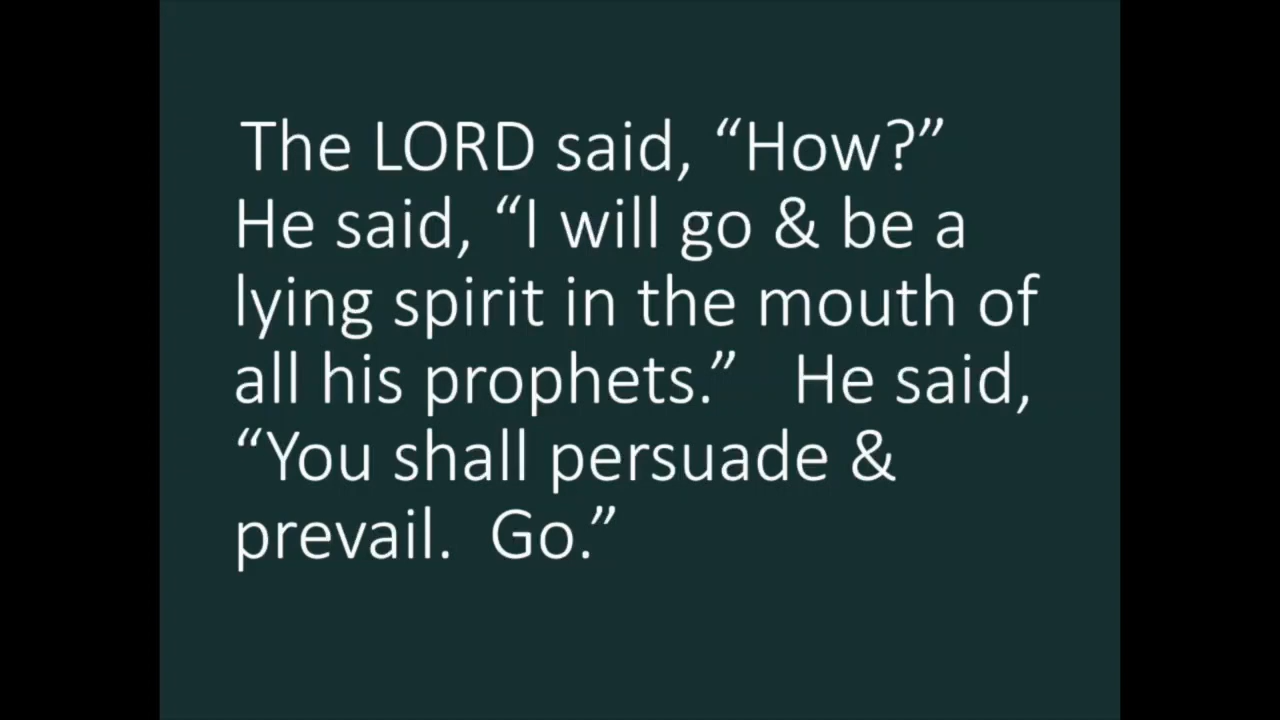 The LORD said, “How?”
He said, “I will go & be a
lying spirit in the mouth of
all his prophets.” He said,
“You shall persuade &
prevail. Go.”